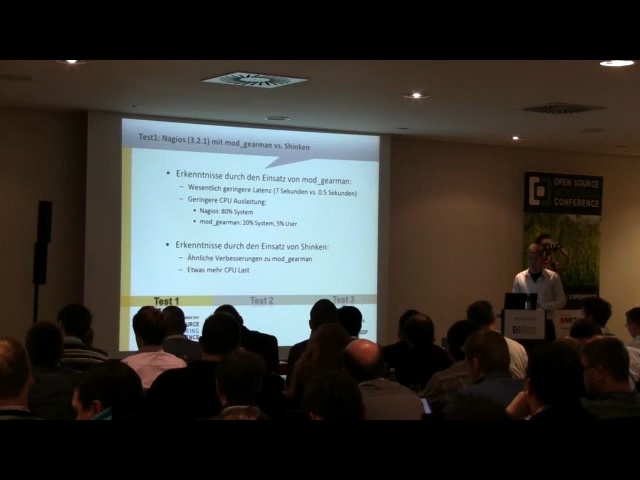 Test1: Nagios (3.2.1) mit mod_gearman vs. Shinken
• Erkenntnisse durch den Einsatz von mod_gearman:
– Wesentlich geringere Latenz (7 Sekunden vs. 0.5 Sekunden)
– Geringere CPU Auslastung:
• Nagios: 80% System
• mod_gearman: 20% System, 5% User
• Erkenntnisse durch den Einsatz von Shinken:
– Ähnliche Verbesserungen zu mod_gearman
– Etwas mehr CPU Last
Test 1
Test 2
Test 3
OPEN SOURCE
CONFERENCE